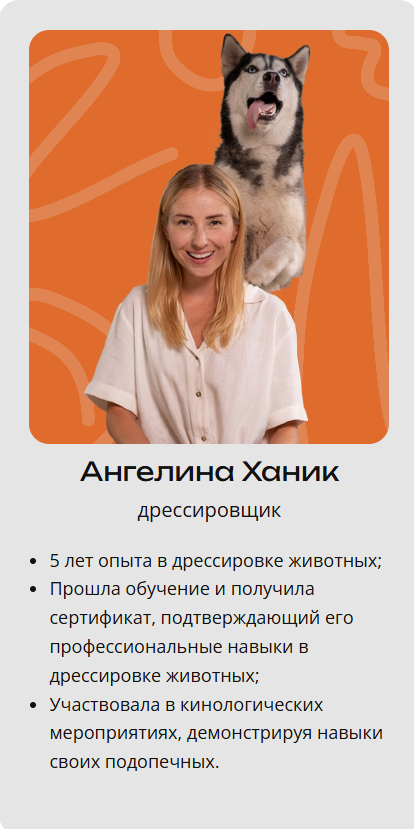 Ангелина Ханик
дрессировщик
• 5 лет опыта в дрессировке животных;
• Прошла обучение и получила
сертификат, подтверждающий его
профессиональные навыки в
дрессировке животных;
• Участвовала в кинологических
мероприятиях, демонстрируя навыки
своих подопечных.